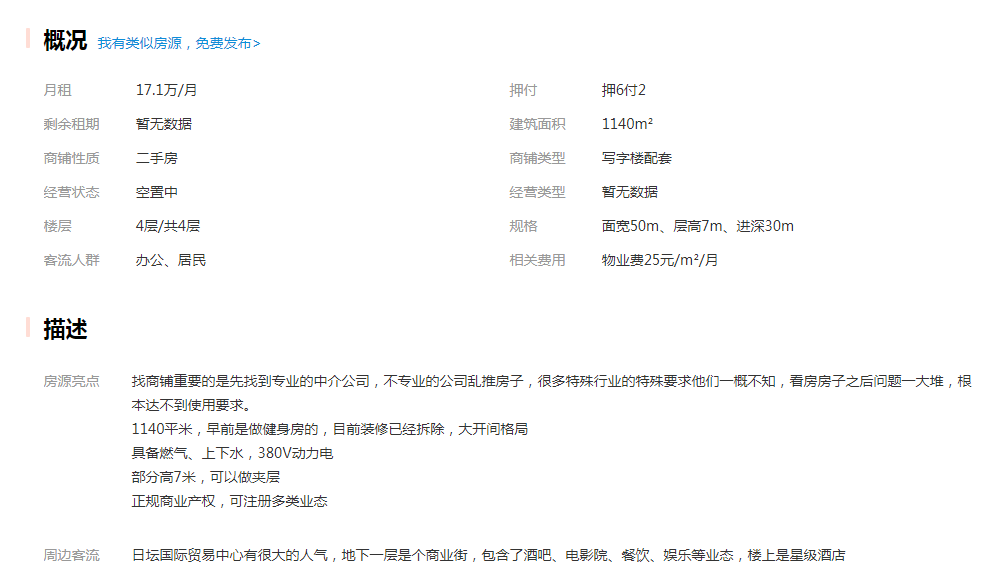 概况 我有类似房源，免费发布>
月租 17.1万/月 押付 押6付2
剩余租期 暂无数据 建筑面积 1140m²
商铺性质 二手房 商铺类型 写字楼配套
经营状态 空置中 经营类型 暂无数据
楼层 4层/共4层 规格 面宽50m、层高7m、进深30m
客流人群 办公、居民 相关费用 物业费25元/m²/月
描述
房源亮点 找商铺重要的是先找到专业的中介公司，不专业的公司乱推房子，很多特殊行业的特殊要求他们一概不知，看房房子之后问题一大堆，根
本达不到使用要求。
1140平米，早前是做健身房的，目前装修已经拆除，大开间格局
具备燃气、上下水，380V动力电
部分高7米，可以做夹层
正规商业产权，可注册多类业态
周边客流 日坛国际贸易中心有很大的人气，地下一层是个商业街，包含了酒吧、电影院、餐饮、娱乐等业态，楼上是星级酒店